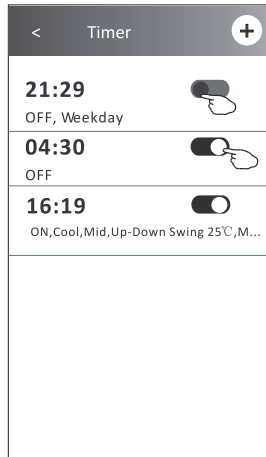 < Timer +
21:29
OFF, Weekday
04:30
OFF
16:19
ON,Cool,Mid,Up-Down Swing 25℃,M...